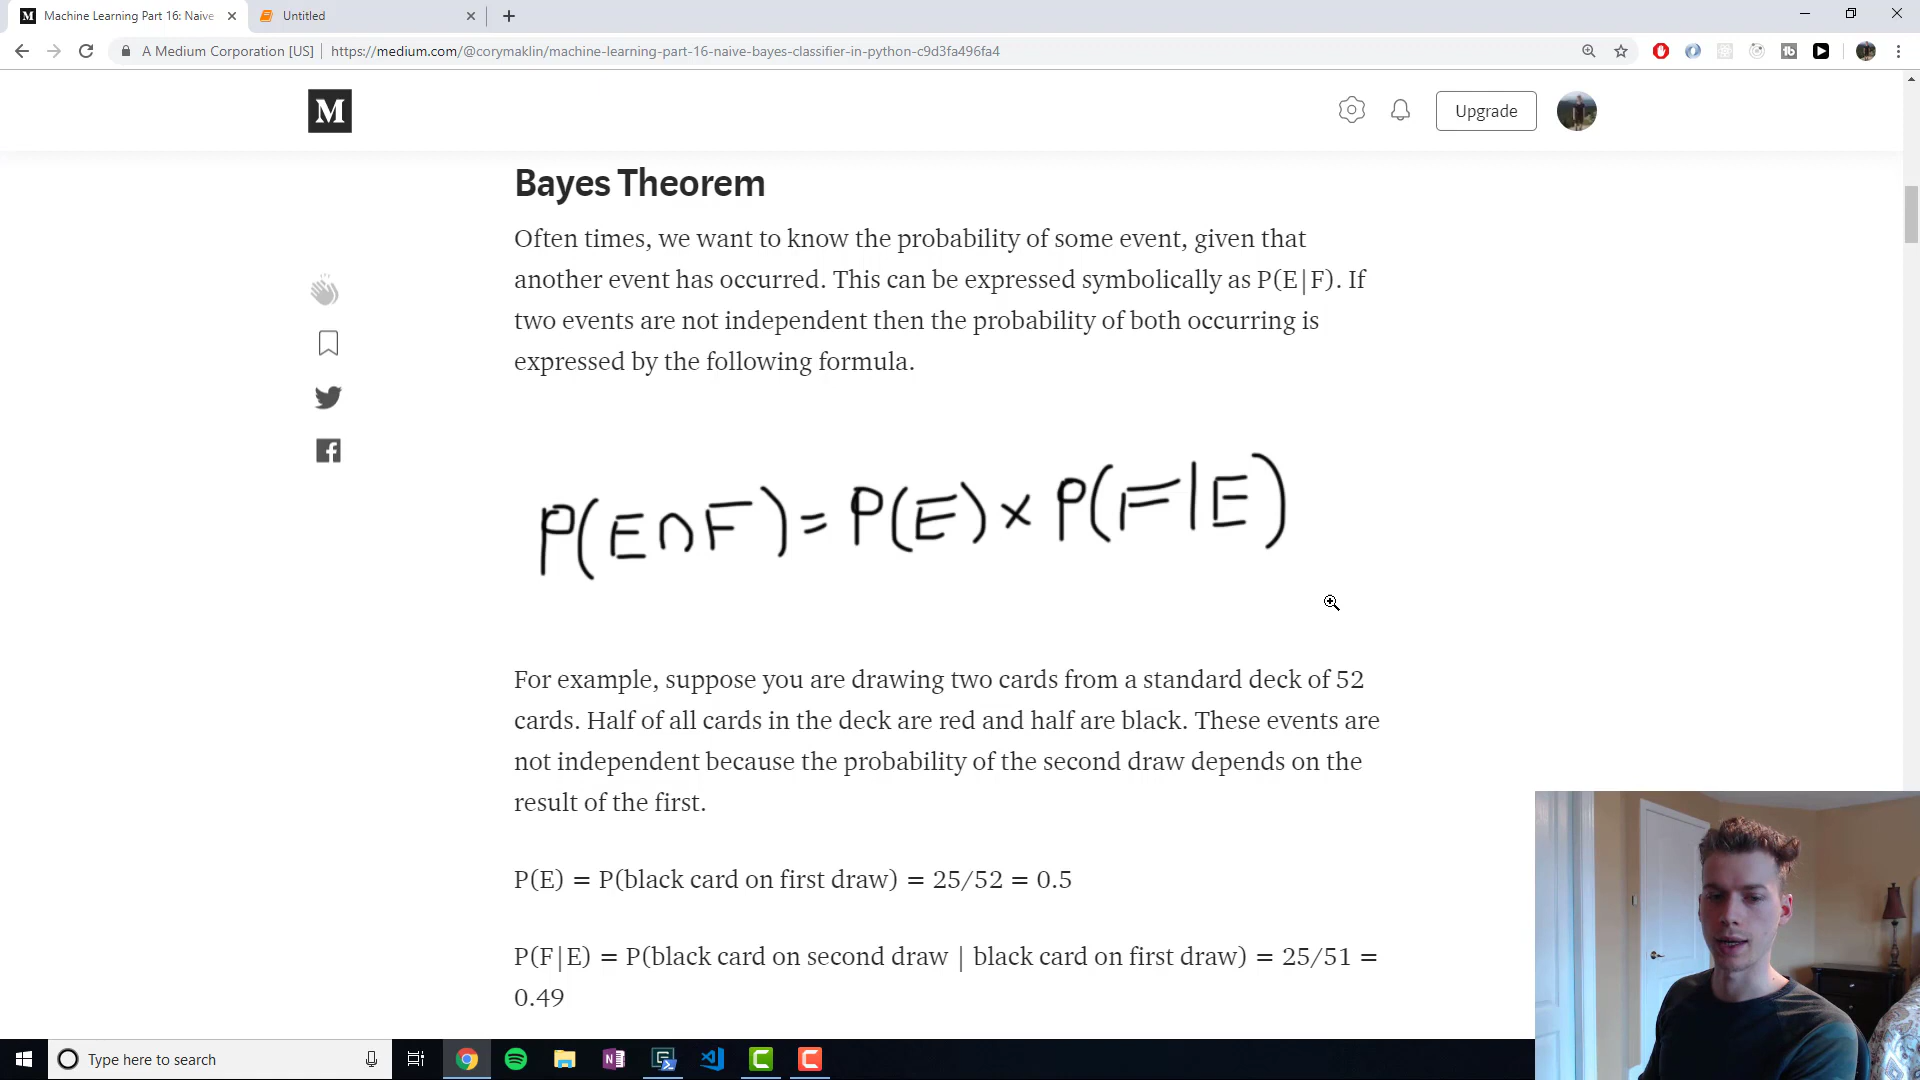 Machine Learning Part 16: Naive
Untitled
A Medium Corporation [US] | https://medium.com/@corymaklin/machine-learning-part-16-naive-bayes-classifier-in-python-c9d3fa496fa4
M
Upgrade
Bayes Theorem
Often times, we want to know the probability of some event, given that
another event has occurred. This can be expressed symbolically as P(E|F). If
two events are not independent then the probability of both occurring is
expressed by the following formula.
P(E∩F)=P(E)×P(F|E)
For example, suppose you are drawing two cards from a standard deck of 52
cards. Half of all cards in the deck are red and half are black. These events are
not independent because the probability of the second draw depends on the
result of the first.
P(E) = P(black card on first draw) = 25/52 = 0.5
P(F|E) = P(black card on second draw | black card on first draw) = 25/51 =
0.49
Type here to search